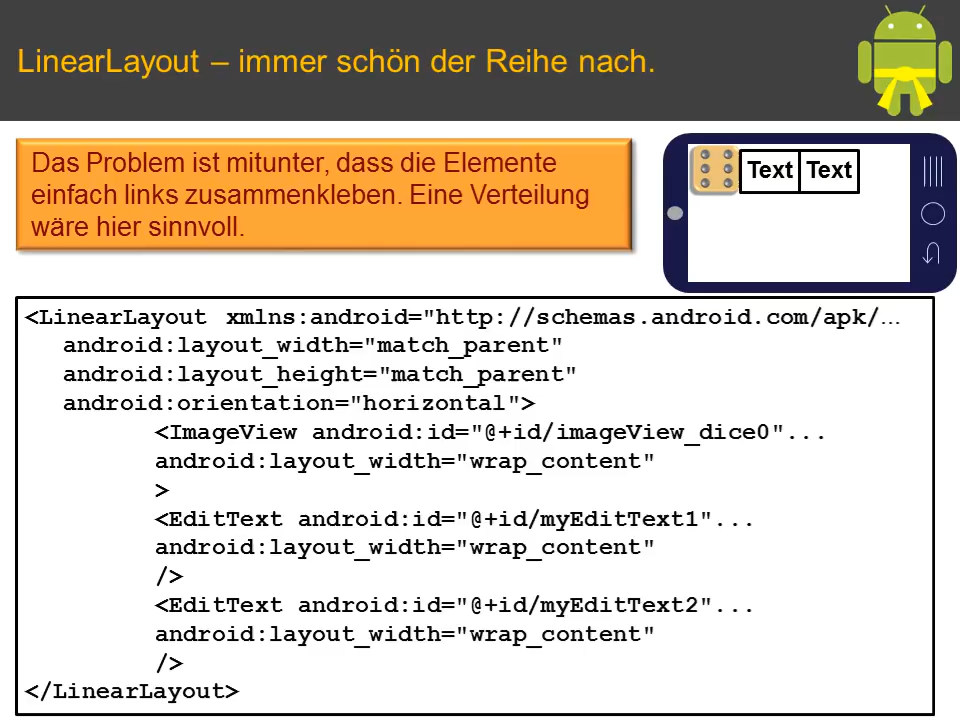 LinearLayout – immer schön der Reihe nach.
Das Problem ist mitunter, dass die Elemente
einfach links zusammenkleben. Eine Verteilung
wäre hier sinnvoll.
Text Text
<LinearLayout xmlns:android="http://schemas.android.com/apk/…
android:layout_width="match_parent"
android:layout_height="match_parent"
android:orientation="horizontal">
<ImageView android:id="@+id/imageView_dice0"...
android:layout_width="wrap_content"
>
<EditText android:id="@+id/myEditText1"...
android:layout_width="wrap_content"
/>
<EditText android:id="@+id/myEditText2"...
android:layout_width="wrap_content"
/>
</LinearLayout>